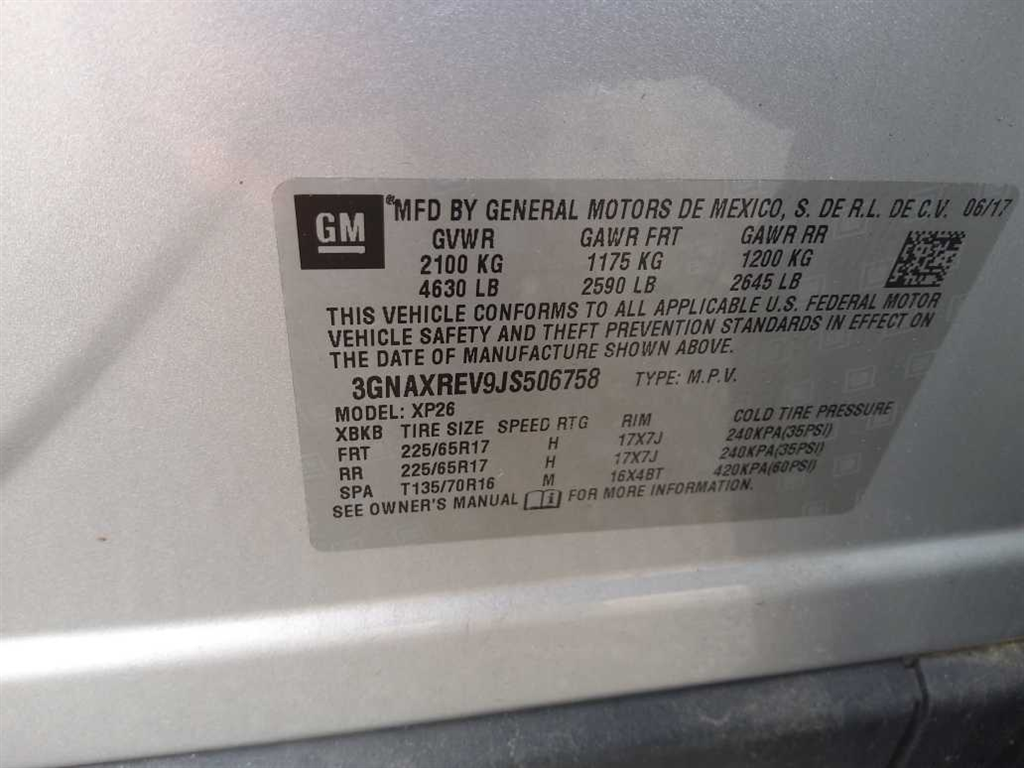 GM ® MFD BY GENERAL MOTORS DE MEXICO, S. DE R.L. DE C.V. 06/17
GVWR GAWR FRT GAWR RR
2100 KG 1175 KG 1200 KG
4630 LB 2590 LB 2645 LB
THIS VEHICLE CONFORMS TO ALL APPLICABLE U.S. FEDERAL MOTOR
VEHICLE SAFETY AND THEFT PREVENTION STANDARDS IN EFFECT ON
THE DATE OF MANUFACTURE SHOWN ABOVE.
3GNAXREV9JS506758 TYPE: M.P.V.
MODEL: XP26
XBKB TIRE SIZE SPEED RTG RIM COLD TIRE PRESSURE
FRT 225/65R17 H 17X7J 240KPA(35PSI)
RR 225/65R17 H 17X7J 240KPA(35PSI)
SPA T135/70R16 M 16X4BT 420KPA(60PSI)
SEE OWNER'S MANUAL i FOR MORE INFORMATION.